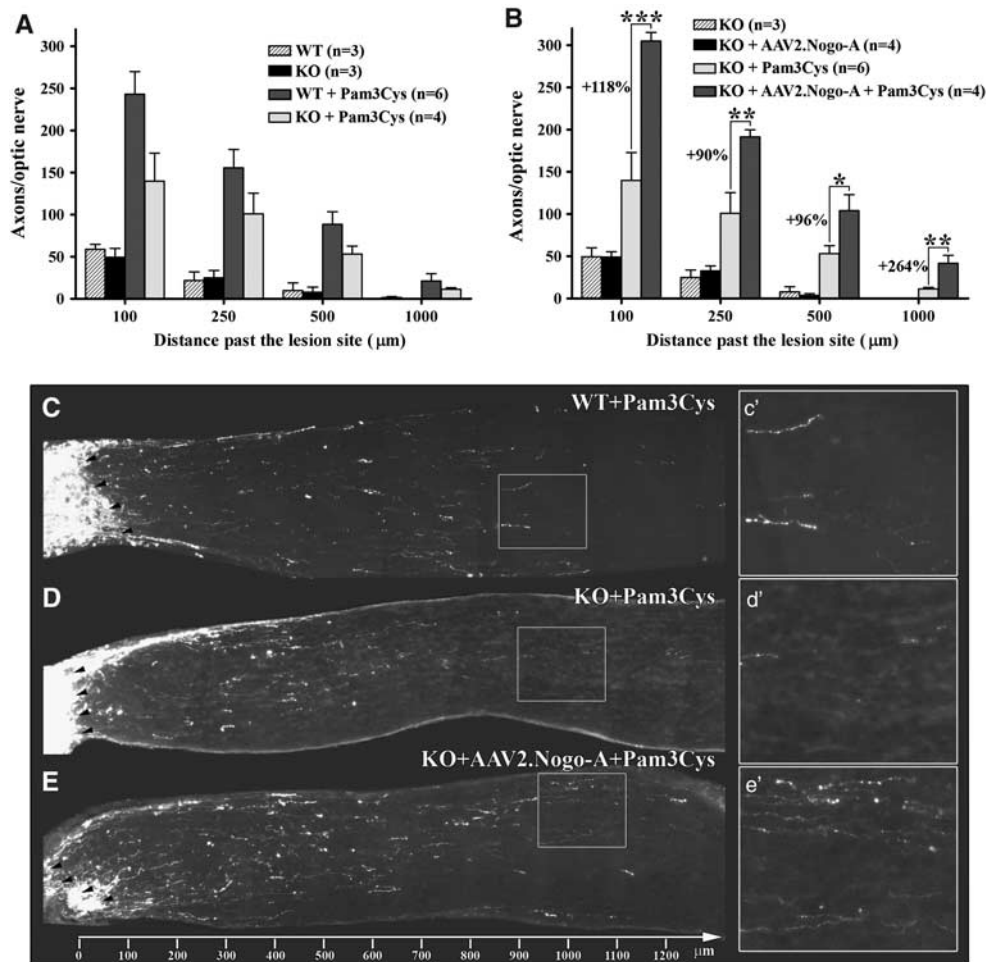 A
Axons/optic nerve
300
250
200
150
100
50
0
WT (n=3)
KO (n=3)
WT + Pam3Cys (n=6)
KO + Pam3Cys (n=4)
100 250 500 1000
Distance past the lesion site (μm)
B
Axons/optic nerve
300
250
200
150
100
50
0
KO (n=3)
KO + AAV2.Nogo-A (n=4)
KO + Pam3Cys (n=6)
KO + AAV2.Nogo-A + Pam3Cys (n=4)
+118%
***
+90%
**
+96%
*
+264%
**
100 250 500 1000
Distance past the lesion site (μm)
C
WT+Pam3Cys
c'
D
KO+Pam3Cys
d'
E
KO+AAV2.Nogo-A+Pam3Cys
e'
0 100 200 300 400 500 600 700 800 900 1000 1100 1200 μm